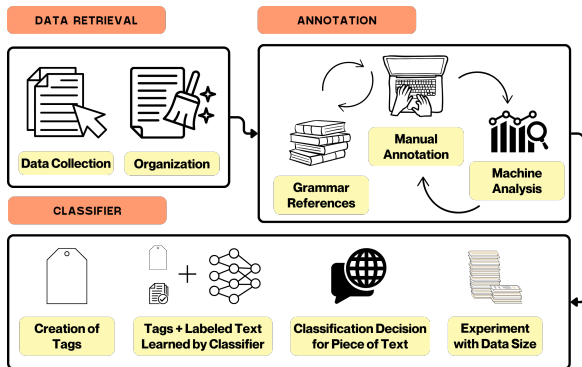 DATA RETRIEVAL
ANNOTATION
Data Collection
Organization
Grammar
References
Manual
Annotation
Machine
Analysis
CLASSIFIER
Creation of
Tags
Tags + Labeled Text
Learned by Classifier
Classification Decision
for Piece of Text
Experiment
with Data Size